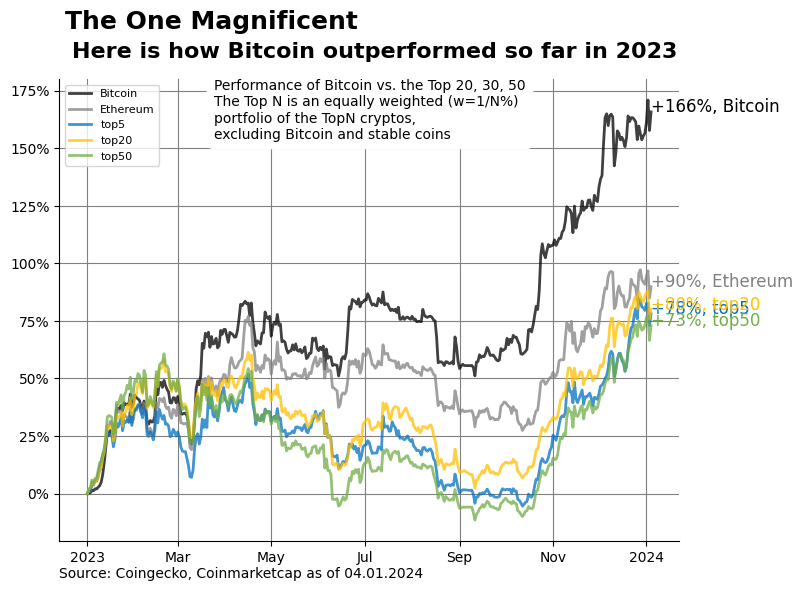 The One Magnificent
Here is how Bitcoin outperformed so far in 2023
Performance of Bitcoin vs. the Top 20, 30, 50
The Top N is an equally weighted (w=1/N%)
portfolio of the TopN cryptos,
excluding Bitcoin and stable coins
Bitcoin
Ethereum
top5
top20
top50
175%
150%
125%
100%
75%
50%
25%
0%
+166%, Bitcoin
+90%, Ethereum
top20
+78%, top5
+73%, top50
2023
Mar
May
Jul
Sep
Nov
2024
Source: Coingecko, Coinmarketcap as of 04.01.2024